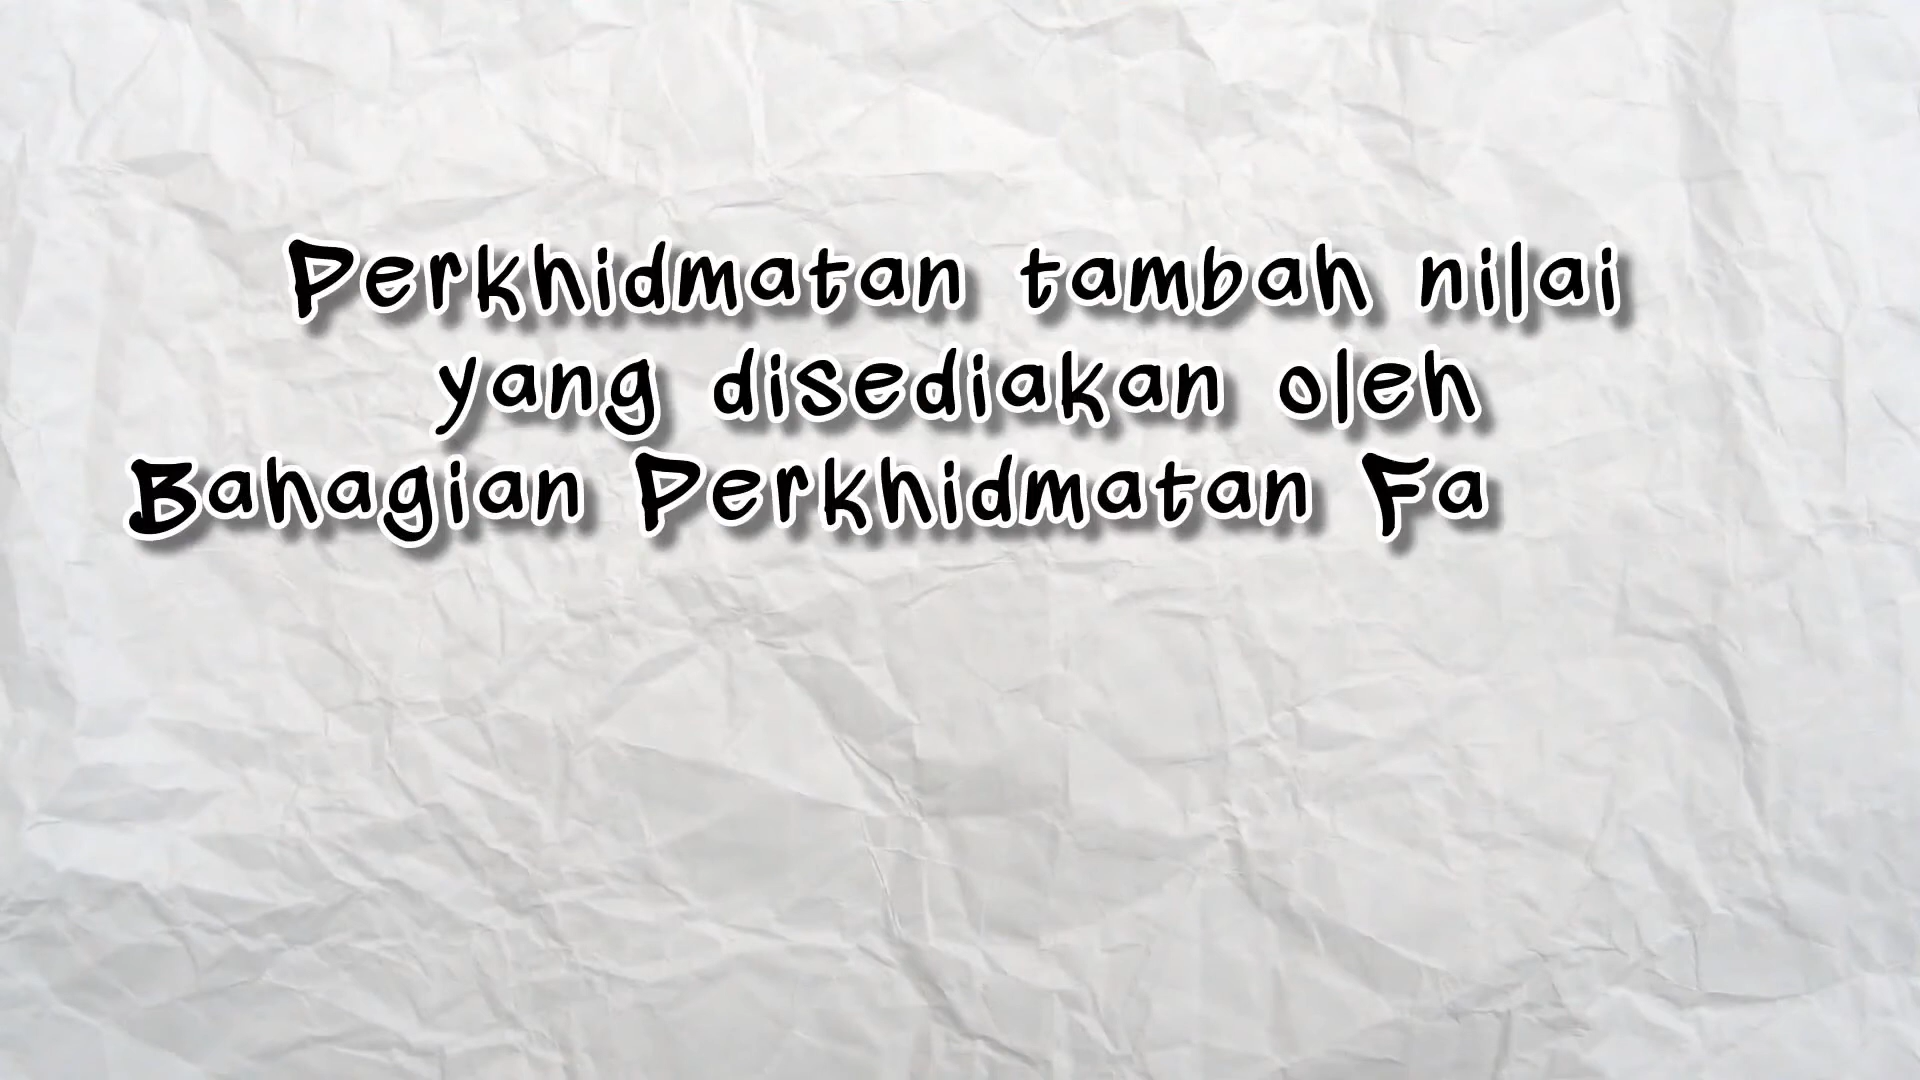 Perkhidmatan tambah nilai
yang disediakan oleh
Bahagian Perkhidmatan Fa